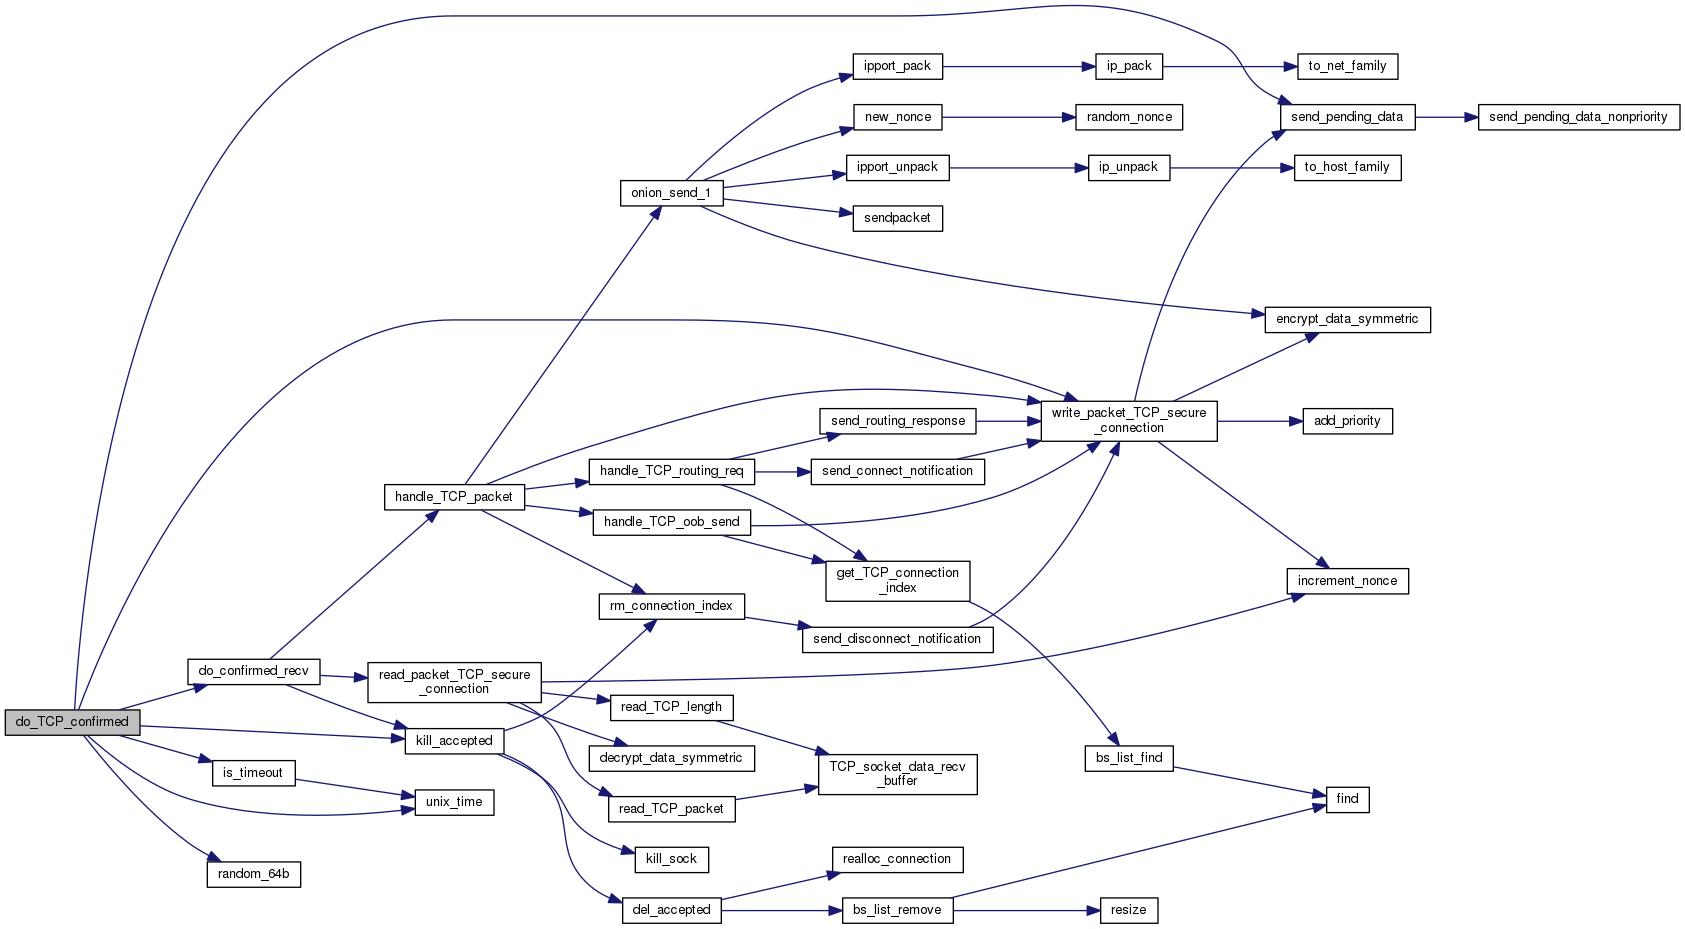 ipport_pack
ip_pack
to_net_family
new_nonce
random_nonce
send_pending_data
send_pending_data_nonpriority
onion_send_1
ipport_unpack
ip_unpack
to_host_family
sendpacket
encrypt_data_symmetric
send_routing_response
write_packet_TCP_secure
_connection
add_priority
handle_TCP_packet
handle_TCP_routing_req
send_connect_notification
handle_TCP_oob_send
get_TCP_connection
_index
increment_nonce
rm_connection_index
send_disconnect_notification
do_confirmed_recv
read_packet_TCP_secure
_connection
read_TCP_length
do_TCP_confirmed
kill_accepted
decrypt_data_symmetric
TCP_socket_data_recv
_buffer
bs_list_find
is_timeout
unix_time
read_TCP_packet
find
random_64b
kill_sock
realloc_connection
del_accepted
bs_list_remove
resize